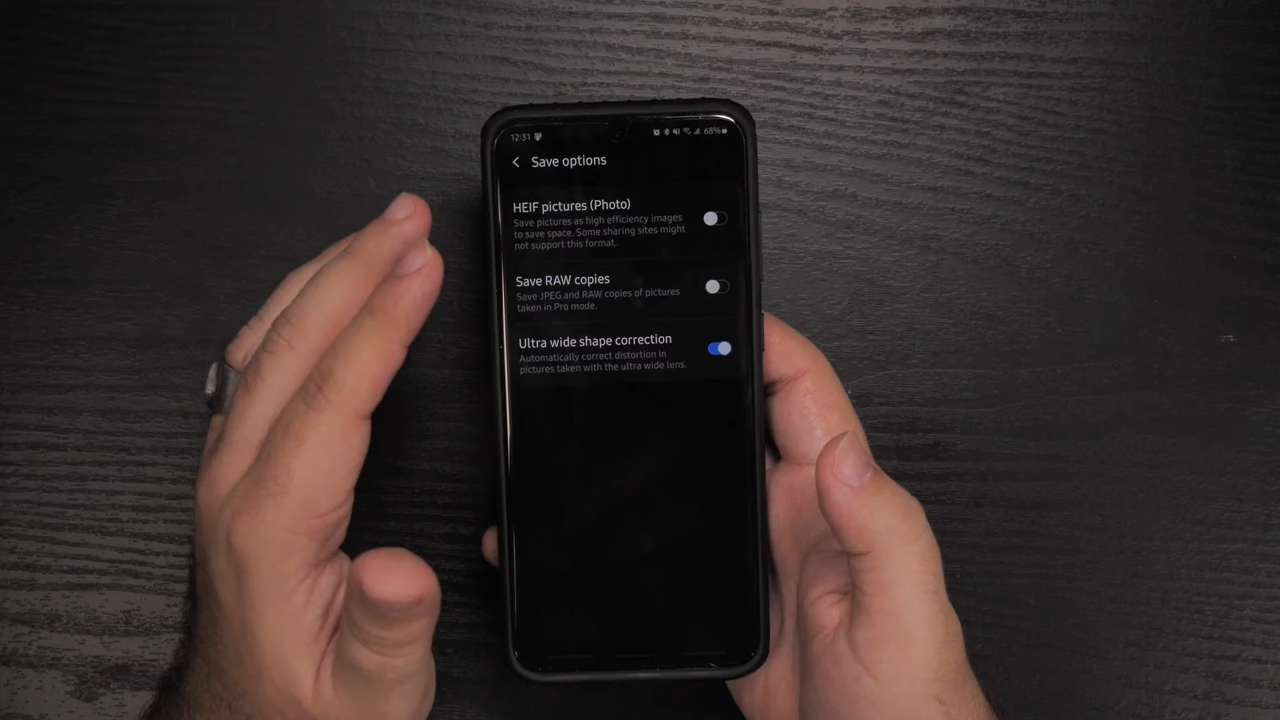 12:31 68%
Save options
HEIF pictures (Photo)
Save pictures as high efficiency images
to save space. Some sharing sites might
not support this format.
Save RAW copies
Save JPEG and RAW copies of pictures
taken in Pro mode.
Ultra wide shape correction
Automatically correct distortion in
pictures taken with the ultra wide lens.